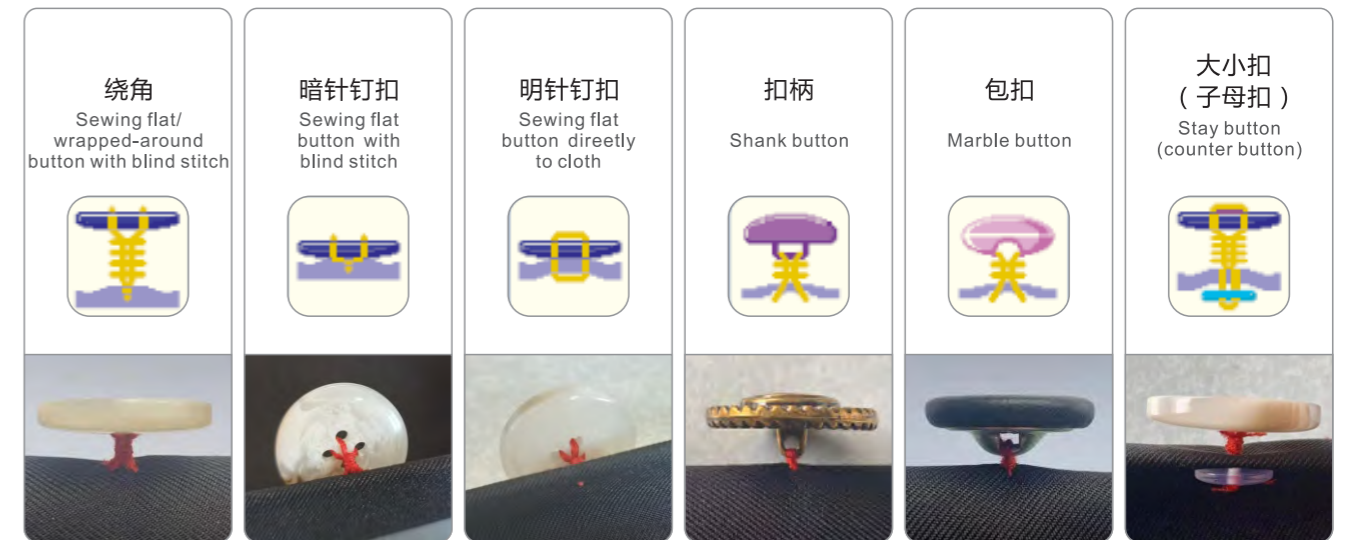 绕角
Sewing flat/
wrapped-around
button with blind stitch
暗针钉扣
Sewing flat
button with
blind stitch
明针钉扣
Sewing flat
button direetly
to cloth
扣柄
Shank button
包扣
Marble button
大小扣
(子母扣)
Stay button
(counter button)